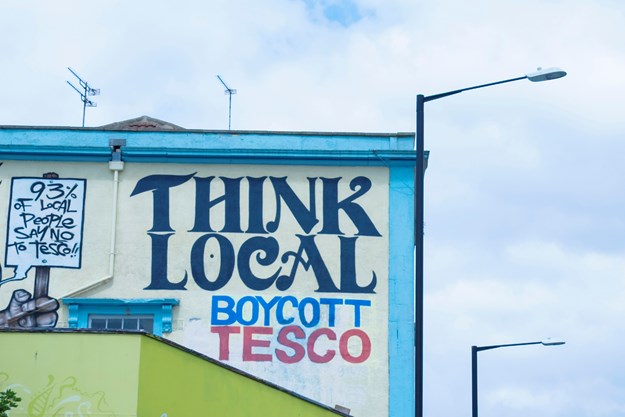 93%
OF LOCAL
PEOPLE
SAY NO
TO TESCO!!
THINK
LOCAL
BOYCOTT
TESCO